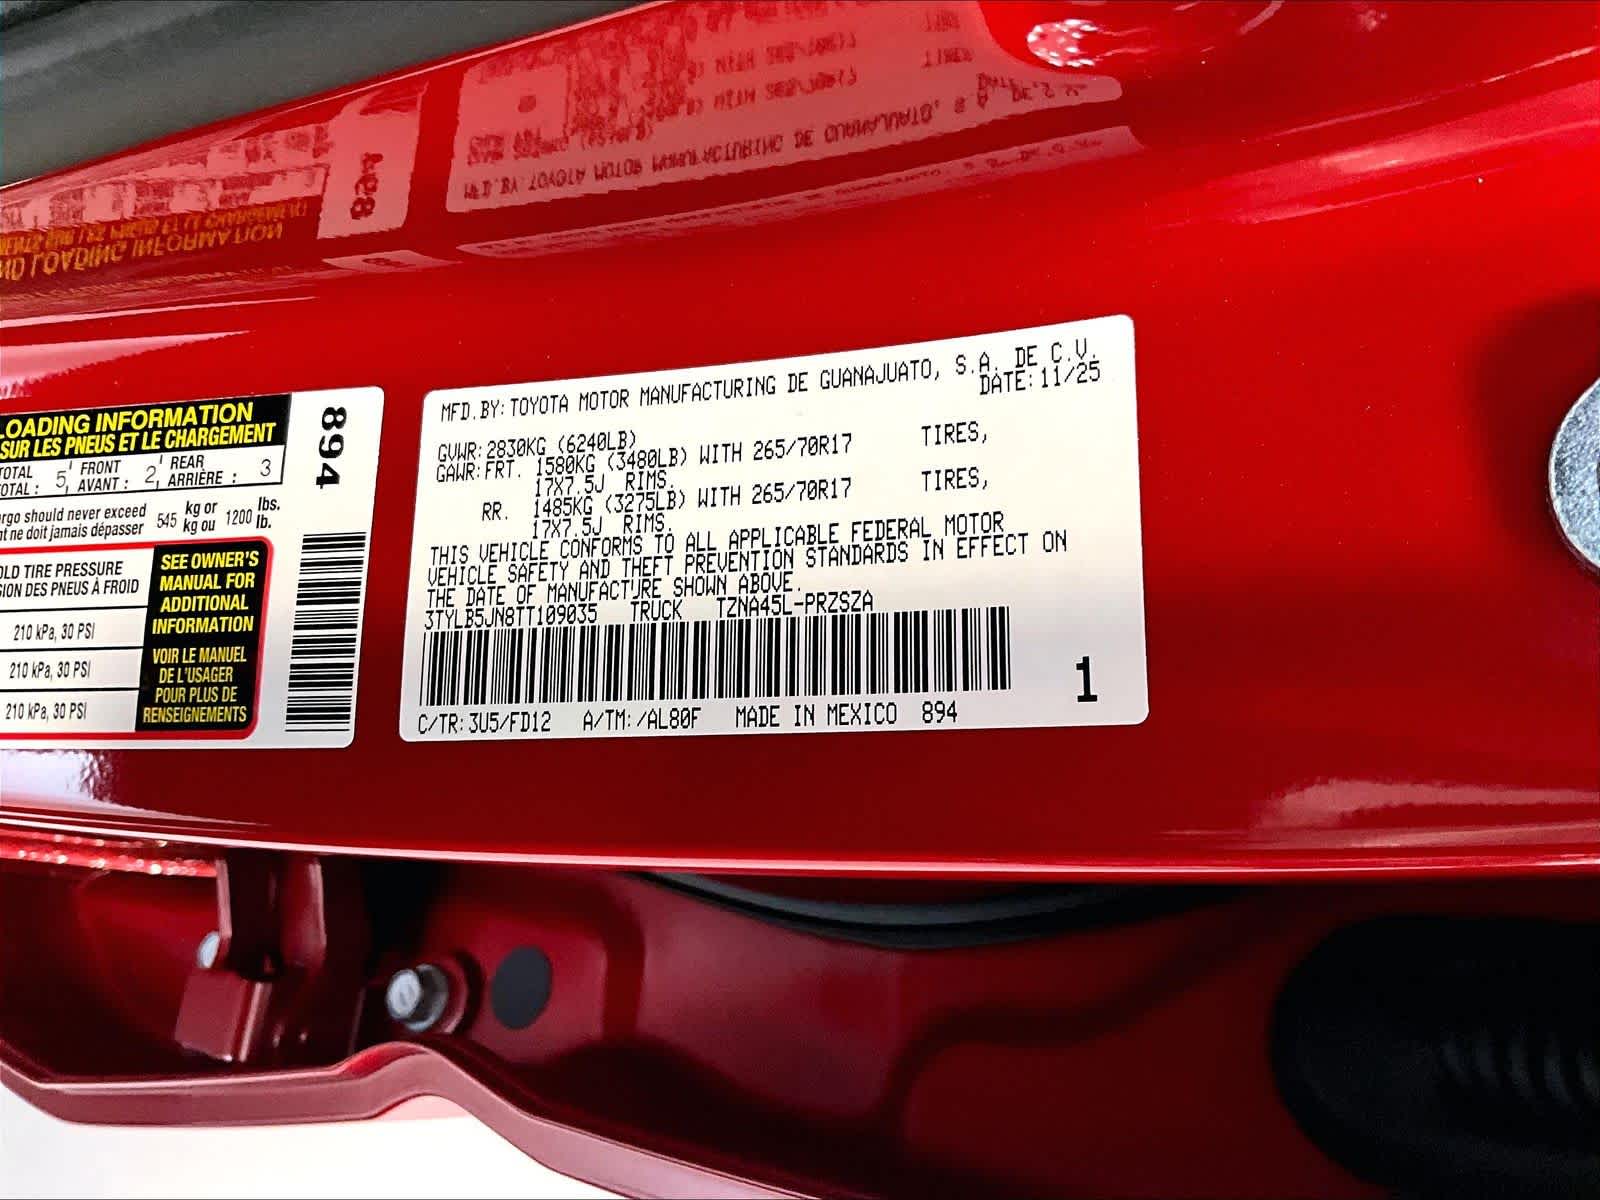 LOADING INFORMATION
SUR LES PNEUS ET LE CHARGEMENT
TOTAL 5 FRONT 2 REAR 3
TOTAL : AVANT : ARRIÈRE :
should never exceed 545 kg or 1200 lbs.
ne doit jamais dépasser kg ou lb.
TIRE PRESSURE
DES PNEUS À FROID
210 kPa, 30 PSI
210 kPa, 30 PSI
210 kPa, 30 PSI
SEE OWNER'S
MANUAL FOR
ADDITIONAL
INFORMATION
VOIR LE MANUEL
DE L'USAGER
POUR PLUS DE
RENSEIGNEMENTS
894
MFD.BY:TOYOTA MOTOR MANUFACTURING DE GUANAJUATO, S.A. DE C.V.
DATE:11/25
GVWR:2830KG (6240LB)
GAWR:FRT. 1580KG (3480LB) WITH 265/70R17 TIRES,
17X7.5J RIMS.
RR. 1485KG (3275LB) WITH 265/70R17 TIRES,
17X7.5J RIMS.
THIS VEHICLE CONFORMS TO ALL APPLICABLE FEDERAL MOTOR
VEHICLE SAFETY AND THEFT PREVENTION STANDARDS IN EFFECT ON
THE DATE OF MANUFACTURE SHOWN ABOVE.
3TYLB5JN8TT109035 TRUCK TZNA45L-PRZSZA
1
C/TR:3U5/FD12 A/TM:/AL80F MADE IN MEXICO 894